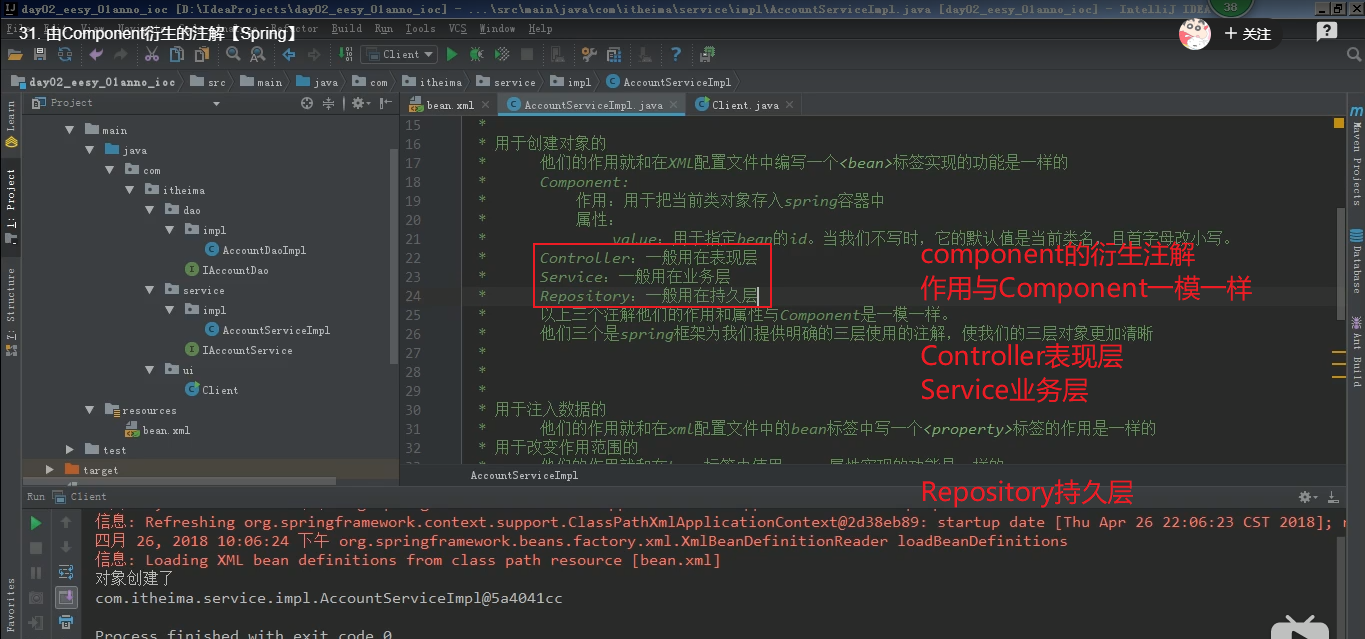 day02_eesy_01anno_ioc [D:\IdeaProjects\day02_eesy_01anno_ioc] - ...\src\main\java\com\itheima\service\impl\AccountServiceImpl.java [day02_eesy_01anno_ioc] - IntelliJ IDEA
38
Build Run Tools VCS Window Help
31. 由Component衍生的注解【Spring】
+ 关注
Client
day02_eesy_01anno_ioc src main java com itheima service impl AccountServiceImpl
Project
bean.xml
AccountServiceImpl.java
Client.java
Learn
1: Project
7: Structure
Favorites
Maven Projects
Database
Ant Build
main
java
com
itheima
dao
impl
AccountDaoImpl
IAccountDao
service
impl
AccountServiceImpl
IAccountService
ui
Client
resources
bean.xml
test
target
15 *
16 * 用于创建对象的
17 * 他们的作用就和在XML配置文件中编写一个<bean>标签实现的功能是一样的
18 * Component:
19 * 作用：用于把当前类对象存入spring容器中
20 * 属性：
21 * value：用于指定bean的id。当我们不写时，它的默认值是当前类名，且首字母改小写。
22 * Controller：一般用在表现层
23 * Service：一般用在业务层
24 * Repository：一般用在持久层
25 * 以上三个注解他们的作用和属性与Component是一模一样。
26 * 他们三个是spring框架为我们提供明确的三层使用的注解，使我们的三层对象更加清晰
27 *
28 *
29 *
30 * 用于注入数据的
31 * 他们的作用就和在xml配置文件中的bean标签中写一个<property>标签的作用是一样的
32 * 用于改变作用范围的
component的衍生注解
作用与Component一模一样
Controller表现层
Service业务层
Repository持久层
AccountServiceImpl
Run Client
信息: Refreshing org.springframework.context.support.ClassPathXmlApplicationContext@2d38eb89: startup date [Thu Apr 26 22:06:23 CST 2018];
四月 26, 2018 10:06:24 下午 org.springframework.beans.factory.xml.XmlBeanDefinitionReader loadBeanDefinitions
信息: Loading XML bean definitions from class path resource [bean.xml]
对象创建了
com.itheima.service.impl.AccountServiceImpl@5a4041cc
Process finished with exit code 0